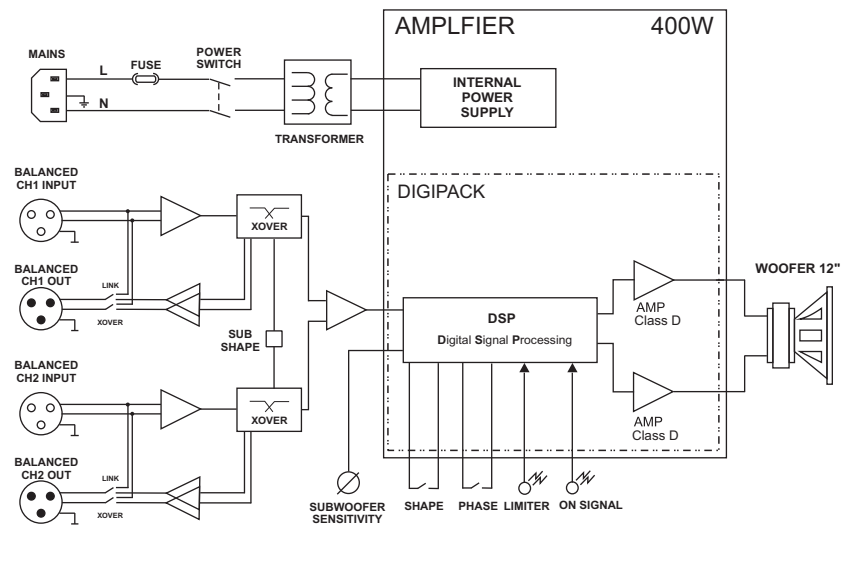 AMPLFIER 400W
MAINS
L
FUSE
POWER
SWITCH
N
TRANSFORMER
INTERNAL
POWER
SUPPLY
BALANCED
CH1 INPUT
XOVER
DIGIPACK
BALANCED
CH1 OUT
LINK
XOVER
SUB
SHAPE
DSP
Digital Signal Processing
AMP
Class D
WOOFER 12"
BALANCED
CH2 INPUT
XOVER
AMP
Class D
BALANCED
CH2 OUT
LINK
XOVER
SUBWOOFER
SENSITIVITY
SHAPE
PHASE
LIMITER
ON SIGNAL